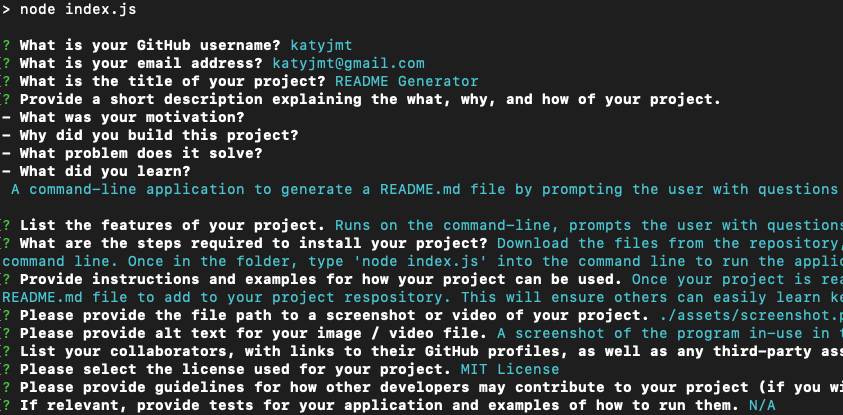 > node index.js
? What is your GitHub username? katyjmt
? What is your email address? katyjmt@gmail.com
? What is the title of your project? README Generator
? Provide a short description explaining the what, why, and how of your project.
- What was your motivation?
- Why did you build this project?
- What problem does it solve?
- What did you learn?
A command-line application to generate a README.md file by prompting the user with questions
? List the features of your project. Runs on the command-line, prompts the user with questions
? What are the steps required to install your project? Download the files from the repository,
command line. Once in the folder, type 'node index.js' into the command line to run the applic
? Provide instructions and examples for how your project can be used. Once your project is rea
README.md file to add to your project respository. This will ensure others can easily learn ke
? Please provide the file path to a screenshot or video of your project. ./assets/screenshot.p
? Please provide alt text for your image / video file. A screenshot of the program in-use in t
? List your collaborators, with links to their GitHub profiles, as well as any third-party ass
? Please select the license used for your project. MIT License
? Please provide guidelines for how other developers may contribute to your project (if you wi
? If relevant, provide tests for your application and examples of how to run them. N/A